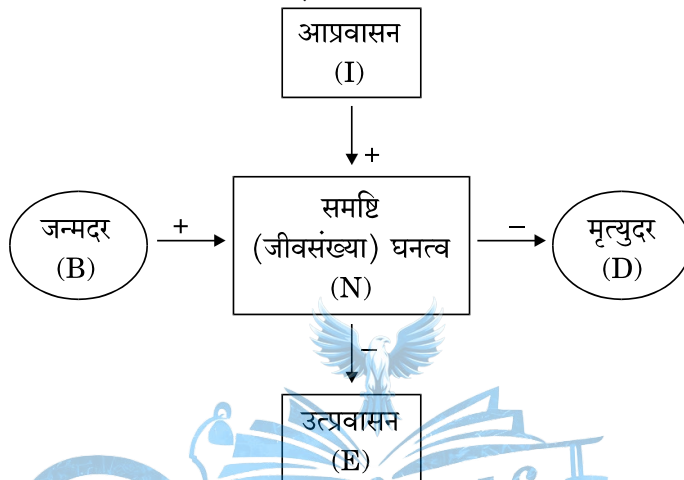 आप्रवासन
(I)
+
समष्टि
(जीवसंख्या) घनत्व
(N)
जन्मदर
(B)
+
–
मृत्युदर
(D)
–
उत्प्रवासन
(E)